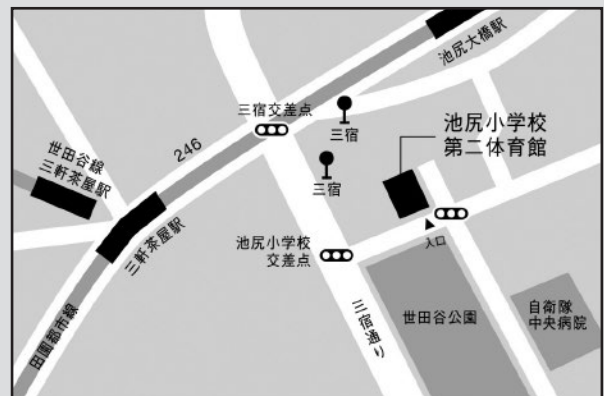 池尻大橋駅
三宿交差点
三宿
池尻小学校
第二体育館
246
世田谷線
三軒茶屋駅
三宿
三軒茶屋駅
池尻小学校
交差点
入口
田園都市線
三宿通り
世田谷公園
自衛隊
中央病院